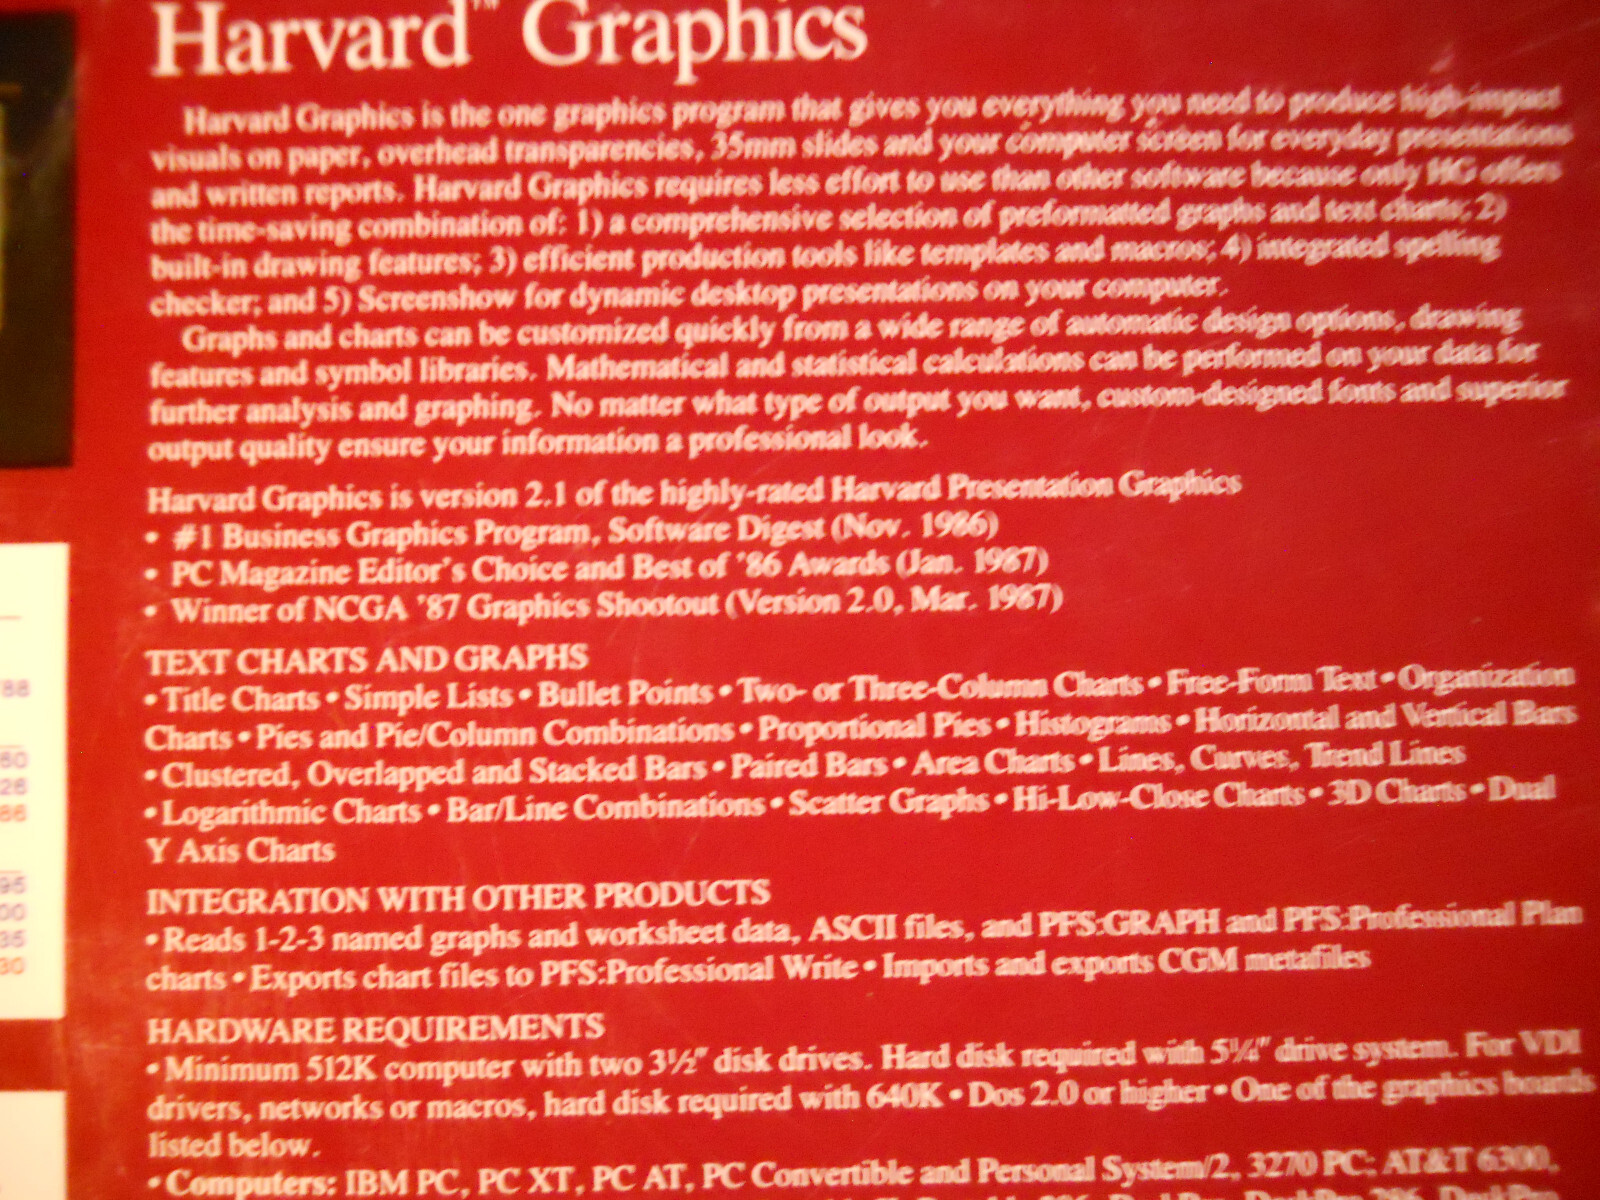 Harvard™ Graphics
Harvard Graphics is the one graphics program that gives you everything you need to produce high-impact
visuals on paper, overhead transparencies, 35mm slides and your computer screen for everyday presentations
and written reports. Harvard Graphics requires less effort to use than other software because only HG offers
the time-saving combination of: 1) a comprehensive selection of preformatted graphs and text charts; 2)
built-in drawing features; 3) efficient production tools like templates and macros; 4) integrated spelling
checker; and 5) Screenshow for dynamic desktop presentations on your computer.
Graphs and charts can be customized quickly from a wide range of automatic design options, drawing
features and symbol libraries. Mathematical and statistical calculations can be performed on your data for
further analysis and graphing. No matter what type of output you want, custom-designed fonts and superior
output quality ensure your information a professional look.
Harvard Graphics is version 2.1 of the highly-rated Harvard Presentation Graphics
• #1 Business Graphics Program, Software Digest (Nov. 1986)
• PC Magazine Editor's Choice and Best of '86 Awards (Jan. 1987)
• Winner of NCGA '87 Graphics Shootout (Version 2.0, Mar. 1987)
TEXT CHARTS AND GRAPHS
• Title Charts • Simple Lists • Bullet Points • Two- or Three-Column Charts • Free-Form Text • Organization
Charts • Pies and Pie/Column Combinations • Proportional Pies • Histograms • Horizontal and Vertical Bars
• Clustered, Overlapped and Stacked Bars • Paired Bars • Area Charts • Lines, Curves, Trend Lines
• Logarithmic Charts • Bar/Line Combinations • Scatter Graphs • Hi-Low-Close Charts • 3D Charts • Dual
Y Axis Charts
INTEGRATION WITH OTHER PRODUCTS
• Reads 1-2-3 named graphs and worksheet data, ASCII files, and PFS:GRAPH and PFS:Professional Plan
charts • Exports chart files to PFS:Professional Write • Imports and exports CGM metafiles
HARDWARE REQUIREMENTS
• Minimum 512K computer with two 3½" disk drives. Hard disk required with 5¼" drive system. For VDI
drivers, networks or macros, hard disk required with 640K • Dos 2.0 or higher • One of the graphics boards
listed below.
• Computers: IBM PC, PC XT, PC AT, PC Convertible and Personal System/2, 3270 PC; AT&T 6300,